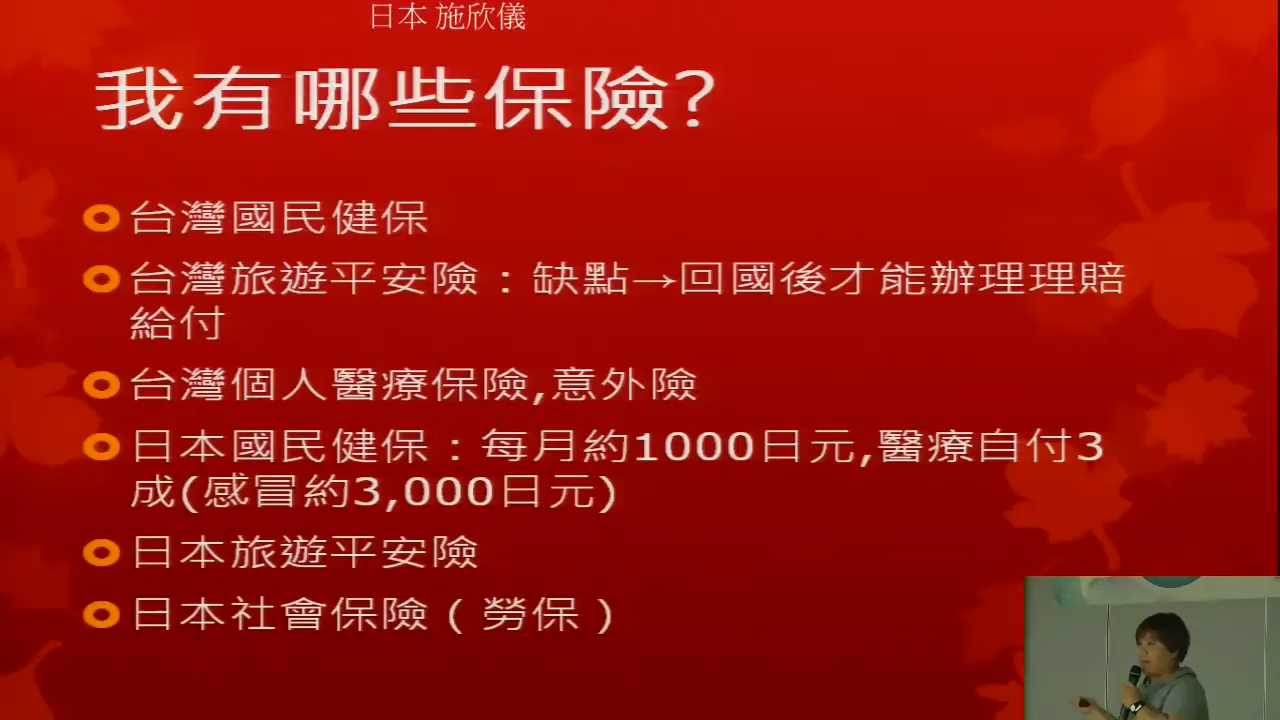 日本 施欣儀
我有哪些保險?
台灣國民健保
台灣旅遊平安險：缺點→回國後才能辦理理賠
給付
台灣個人醫療保險,意外險
日本國民健保：每月約1000日元,醫療自付3
成(感冒約3,000日元)
日本旅遊平安險
日本社會保險（勞保）